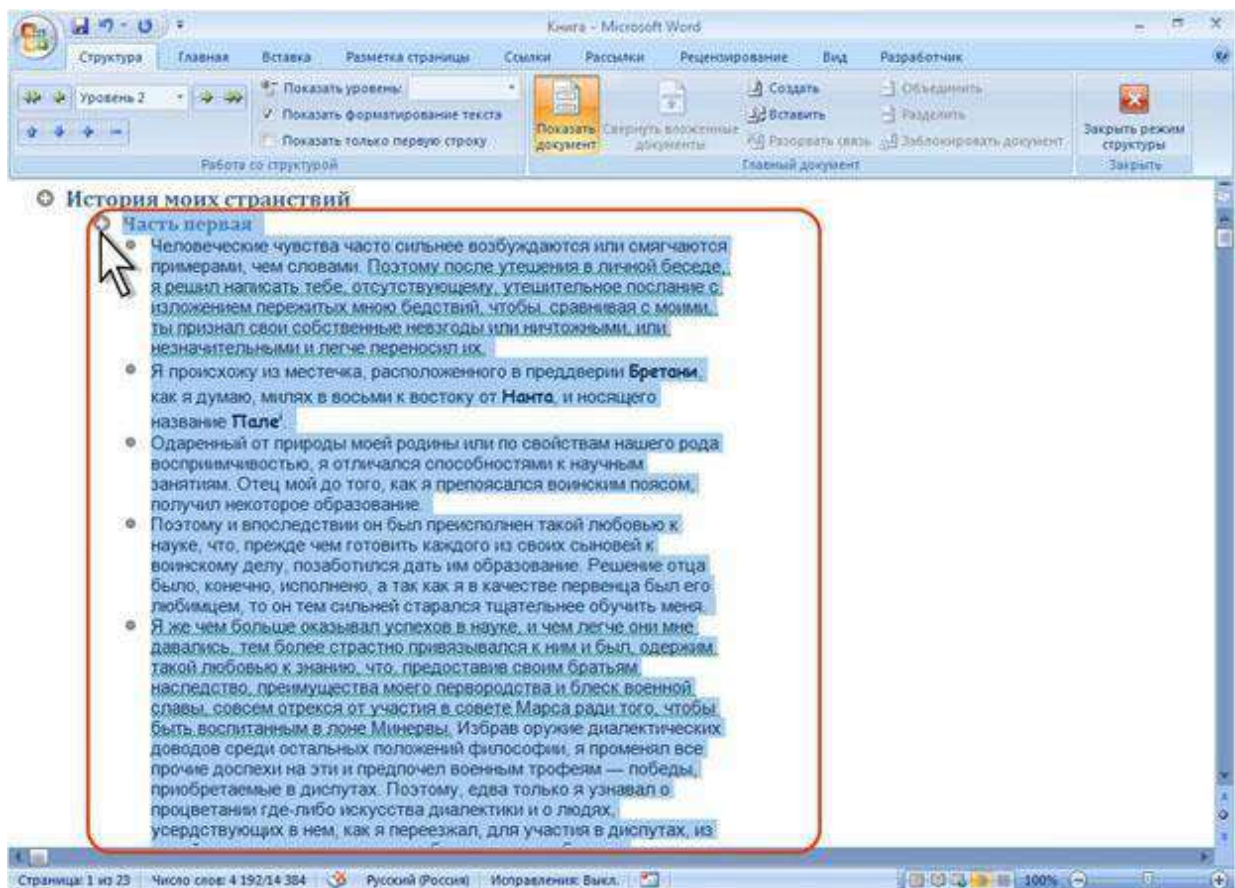 Книга - Microsoft Word
Структура Главная Вставка Разметка страницы Ссылки Рассылки Рецензирование Вид Разработчик
Уровень 2
Показать уровень:
Показать форматирование текста
Показать только первую строку
Работа со структурой
Показать документ
Свернуть вложенные документы
Создать
Вставить
Разорвать связь
Объединить
Разделить
Заблокировать документ
Главный документ
Закрыть режим структуры
Закрыть
История моих странствий
Часть первая
Человеческие чувства часто сильнее возбуждаются или смягчаются
примерами, чем словами. Поэтому после утешения в личной беседе,
я решил написать тебе, отсутствующему, утешительное послание с
изложением пережитых мною бедствий, чтобы, сравнивая с моими,
ты признал свои собственные невзгоды или ничтожными, или
незначительными и легче переносил их.
Я происхожу из местечка, расположенного в преддверии Бретани,
как я думаю, милях в восьми к востоку от Нанта, и носящего
название Пале'.
Одаренный от природы моей родины или по свойствам нашего рода
восприимчивостью, я отличался способностями к научным
занятиям. Отец мой до того, как я препоясался воинским поясом,
получил некоторое образование.
Поэтому и впоследствии он был преисполнен такой любовью к
науке, что, прежде чем готовить каждого из своих сыновей к
воинскому делу, позаботился дать им образование. Решение отца
было, конечно, исполнено, а так как я в качестве первенца был его
любимцем, то он тем сильней старался тщательнее обучить меня.
Я же чем больше оказывал успехов в науке, и чем легче они мне
давались, тем более страстно привязывался к ним и был, одержим
такой любовью к знанию, что, предоставив своим братьям
наследство, преимущества моего первородства и блеск военной
славы, совсем отрекся от участия в совете Марса ради того, чтобы
быть воспитанным в лоне Минервы. Избрав оружие диалектических
доводов среди остальных положений философии, я променял все
прочие доспехи на эти и предпочел военным трофеям — победы,
приобретаемые в диспутах. Поэтому, едва только я узнавал о
процветании где-либо искусства диалектики и о людях,
усердствующих в нем, как я переезжал, для участия в диспутах, из
Страница: 1 из 23 Число слов: 4 192/14 384 Русский (Россия) Исправления: Выкл. 100%